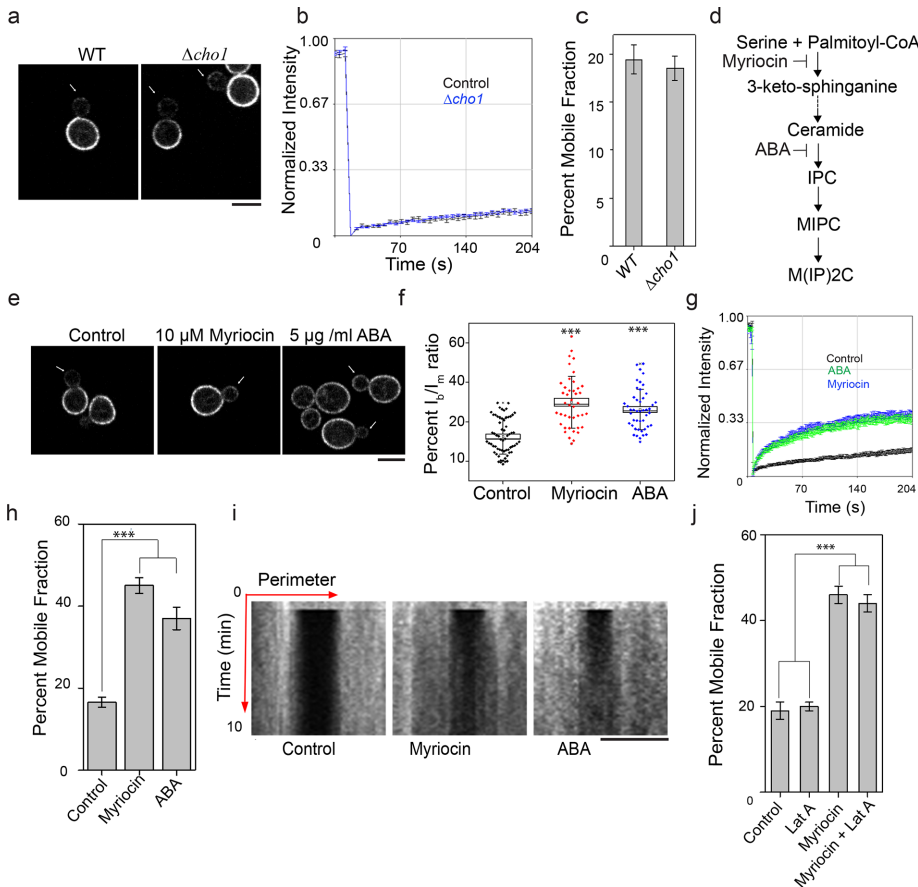 a
WT
Δcho1
b
Normalized Intensity
1.00
0.67
0.33
0
Control
Δcho1
70
140
204
Time (s)
c
Percent Mobile Fraction
20
15
10
5
0
WT
Δcho1
d
Serine + Palmitoyl-CoA
Myriocin
3-keto-sphinganine
Ceramide
ABA
IPC
MIPC
M(IP)2C
e
Control
10 µM Myriocin
5 µg /ml ABA
f
Percent Ib/Im ratio
60
40
20
10
***
***
Control
Myriocin
ABA
g
Normalized Intensity
1.00
0.67
0.33
0
Control
ABA
Myriocin
70
140
204
Time (s)
h
Percent Mobile Fraction
60
40
20
0
***
Control
Myriocin
ABA
i
0
Perimeter
Time (min)
10
Control
Myriocin
ABA
j
Percent Mobile Fraction
60
40
20
0
***
Control
Lat A
Myriocin
Myriocin + Lat A